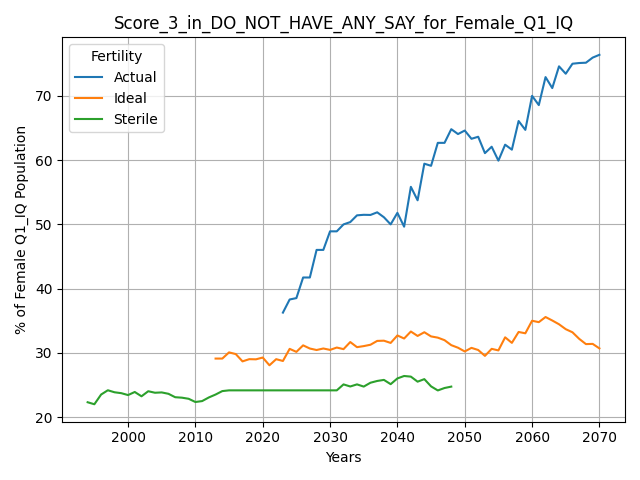 Score_3_in_DO_NOT_HAVE_ANY_SAY_for_Female_Q1_IQ
Fertility
Actual
Ideal
Sterile
% of Female Q1_IQ Population
70
60
50
40
30
20
2000 2010 2020 2030 2040 2050 2060 2070
Years